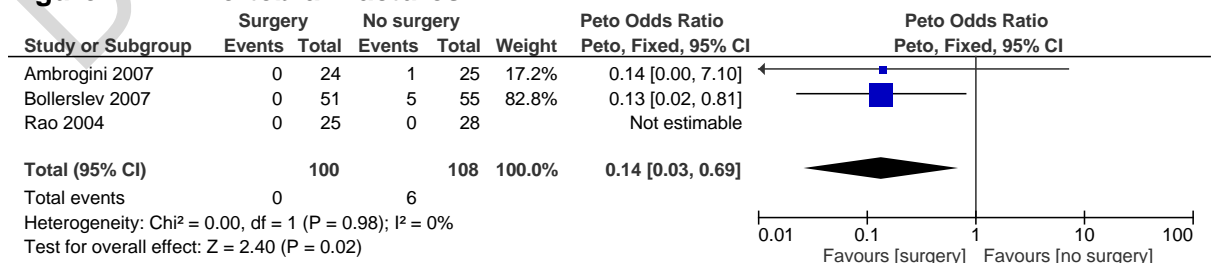 Surgery No surgery Peto Odds Ratio Peto Odds Ratio
Study or Subgroup Events Total Events Total Weight Peto, Fixed, 95% CI Peto, Fixed, 95% CI
Ambrogini 2007 0 24 1 25 17.2% 0.14 [0.00, 7.10]
Bollerslev 2007 0 51 5 55 82.8% 0.13 [0.02, 0.81]
Rao 2004 0 25 0 28 Not estimable
Total (95% CI) 100 108 100.0% 0.14 [0.03, 0.69]
Total events 0 6
Heterogeneity: Chi² = 0.00, df = 1 (P = 0.98); I² = 0%
Test for overall effect: Z = 2.40 (P = 0.02)
0.01 0.1 1 10 100
Favours [surgery] Favours [no surgery]